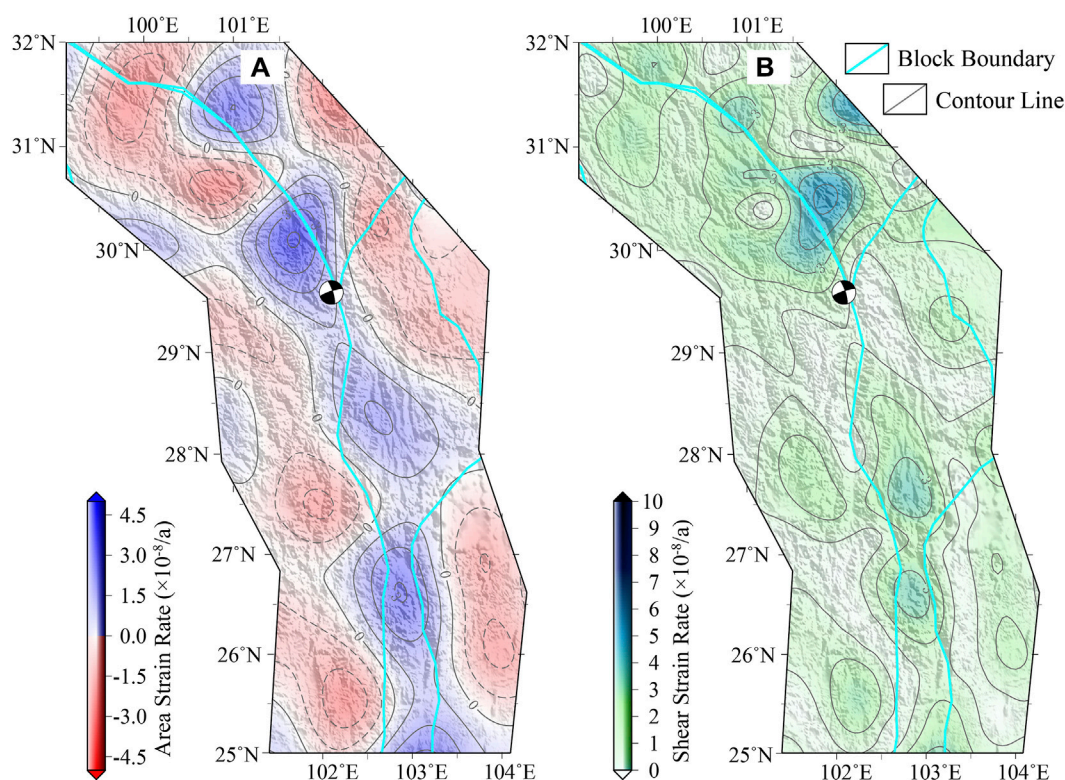 100°E 101°E 100°E 101°E
32°N 32°N
A B
Block Boundary
Contour Line
31°N 31°N
30°N 30°N
29°N 29°N
28°N 28°N
27°N 27°N
26°N 26°N
25°N 25°N
102°E 103°E 104°E 102°E 103°E 104°E
4.5
3.0
1.5
0.0
-1.5
-3.0
-4.5
Area Strain Rate (×10⁻⁸/a)
10
9
8
7
6
5
4
3
2
1
0
Shear Strain Rate (×10⁻⁸/a)